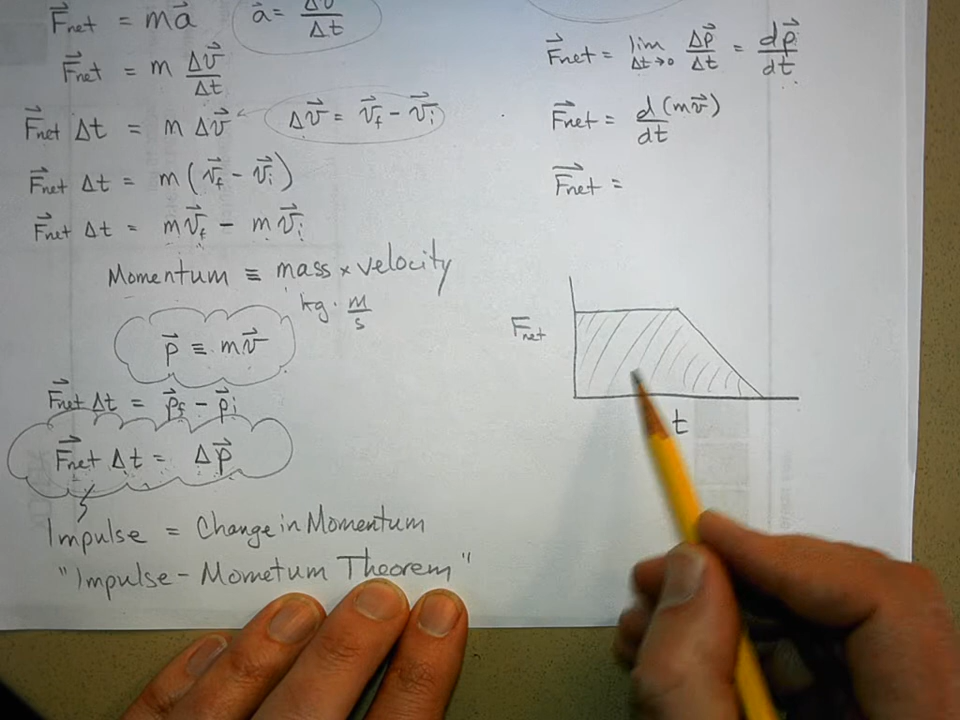 F⃗net = ma⃗   a⃗ = Δv⃗/Δt
F⃗net = m Δv⃗/Δt
F⃗net Δt = m Δv⃗   Δv⃗ = v⃗f - v⃗i
F⃗net Δt = m(v⃗f - v⃗i)
F⃗net Δt = mv⃗f - mv⃗i
Momentum ≡ mass × velocity
kg · m/s
p⃗ ≡ mv⃗
F⃗net Δt = p⃗f - p⃗i
F⃗net Δt = Δp⃗
Impulse = Change in Momentum
"Impulse - Mometum Theorem"
F⃗net = lim Δt→0 Δp⃗/Δt = dp⃗/dt
F⃗net = d(mv⃗)/dt
F⃗net =
Fnet
t